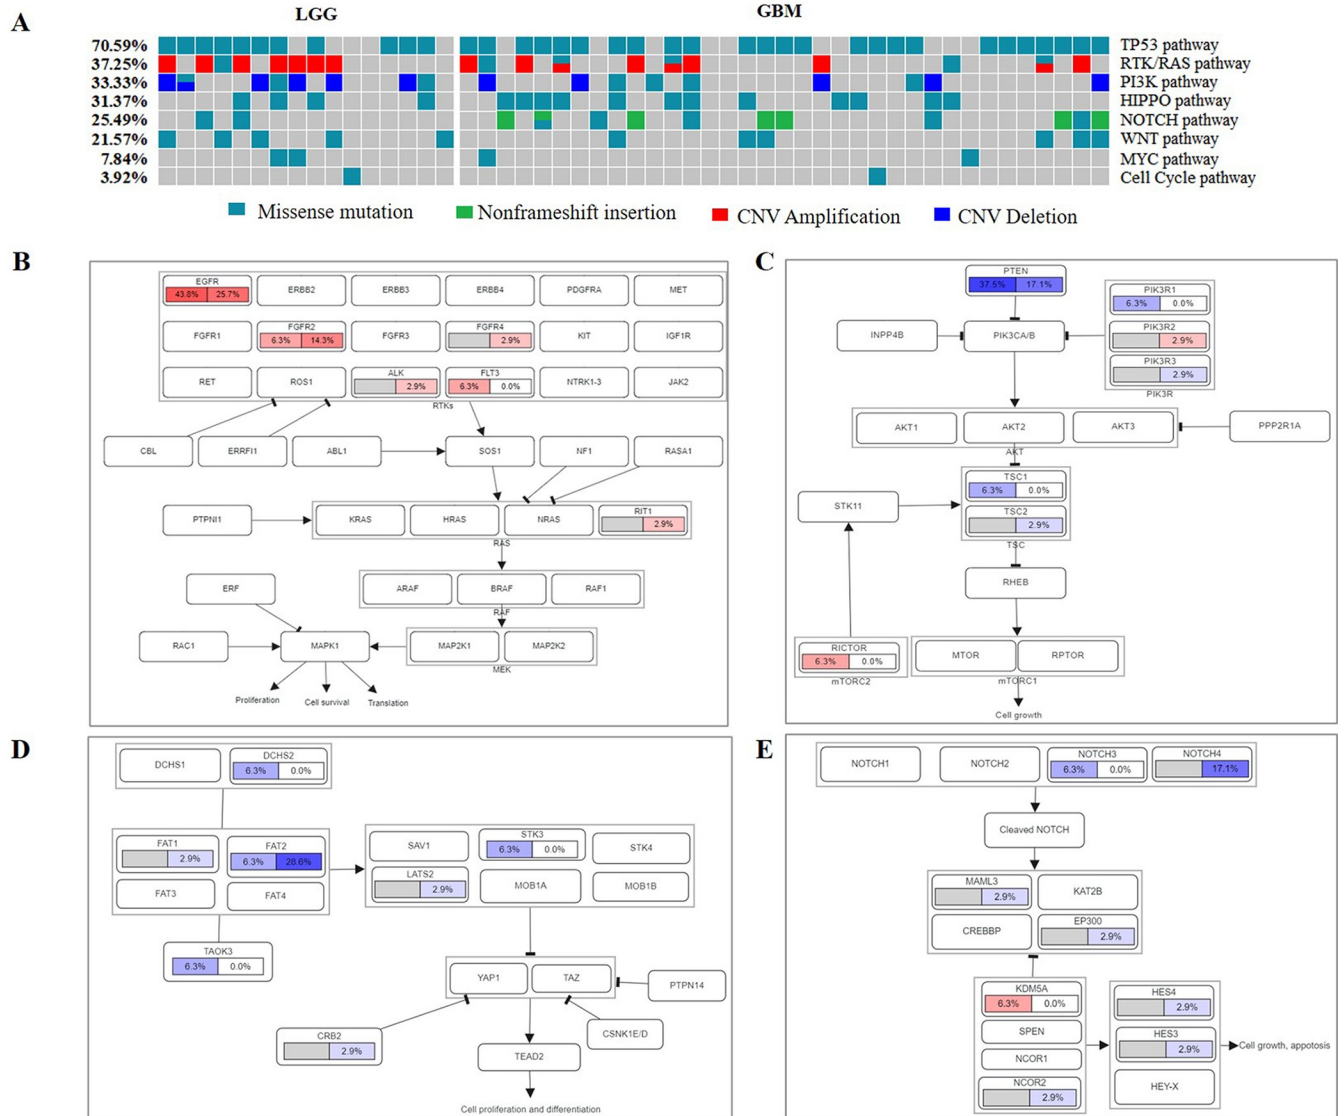 A
LGG
GBM
70.59%
TP53 pathway
37.25%
RTK/RAS pathway
33.33%
PI3K pathway
31.37%
HIPPO pathway
25.49%
NOTCH pathway
21.57%
WNT pathway
7.84%
MYC pathway
3.92%
Cell Cycle pathway
Missense mutation
Nonframeshift insertion
CNV Amplification
CNV Deletion
B
EGFR
43.8% 25.7%
ERBB2
ERBB3
ERBB4
PDGFRA
MET
FGFR1
FGFR2
6.3% 14.3%
FGFR3
FGFR4
2.9%
KIT
IGF1R
RET
ROS1
ALK
2.9%
FLT3
6.3% 0.0%
NTRK1-3
JAK2
RTKs
CBL
ERRFI1
ABL1
SOS1
NF1
RASA1
PTPNI1
KRAS
HRAS
NRAS
RIT1
2.9%
RAS
ERF
ARAF
BRAF
RAF1
RAF
RAC1
MAPK1
MAP2K1
MAP2K2
MEK
Proliferation
Cell survival
Translation
C
PTEN
37.5% 17.1%
INPP4B
PIK3CA/B
PIK3R1
6.3% 0.0%
PIK3R2
2.9%
PIK3R3
2.9%
PIK3R
AKT1
AKT2
AKT3
AKT
PPP2R1A
STK11
TSC1
6.3% 0.0%
TSC2
2.9%
TSC
RHEB
RICTOR
6.3% 0.0%
mTORC2
MTOR
RPTOR
mTORC1
Cell growth
D
DCHS1
DCHS2
6.3% 0.0%
FAT1
2.9%
FAT2
6.3% 28.6%
FAT3
FAT4
TAOK3
6.3% 0.0%
SAV1
STK3
6.3% 0.0%
STK4
LATS2
2.9%
MOB1A
MOB1B
YAP1
TAZ
PTPN14
CRB2
2.9%
CSNK1E/D
TEAD2
Cell proliferation and differentiation
E
NOTCH1
NOTCH2
NOTCH3
6.3% 0.0%
NOTCH4
17.1%
Cleaved NOTCH
MAML3
2.9%
KAT2B
CREBBP
EP300
2.9%
KDM5A
6.3% 0.0%
SPEN
NCOR1
NCOR2
2.9%
HES4
2.9%
HES3
2.9%
HEY-X
Cell growth, appotosis